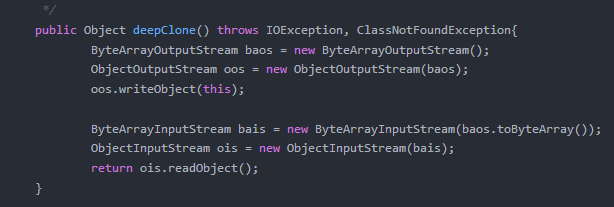 */
public Object deepClone() throws IOException, ClassNotFoundException{
ByteArrayOutputStream baos = new ByteArrayOutputStream();
ObjectOutputStream oos = new ObjectOutputStream(baos);
oos.writeObject(this);
ByteArrayInputStream bais = new ByteArrayInputStream(baos.toByteArray());
ObjectInputStream ois = new ObjectInputStream(bais);
return ois.readObject();
}